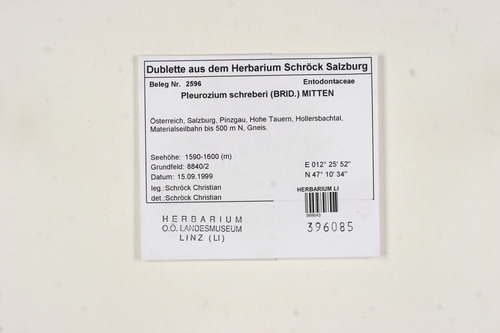 Dublette aus dem Herbarium Schröck Salzburg
Beleg Nr. 2596 Entodontaceae
Pleurozium schreberi (BRID.) MITTEN
Österreich, Salzburg, Pinzgau, Hohe Tauern, Hollersbachtal,
Materialseilbahn bis 500 m N, Gneis.
Seehöhe: 1590-1600 (m)
Grundfeld: 8840/2 E 012° 25' 52''
Datum: 15.09.1999 N 47° 10' 34''
leg.:Schröck Christian
det.:Schröck Christian
HERBARIUM LI
HERBARIUM
O.Ö. LANDESMUSEUM
LINZ (LI)
396085